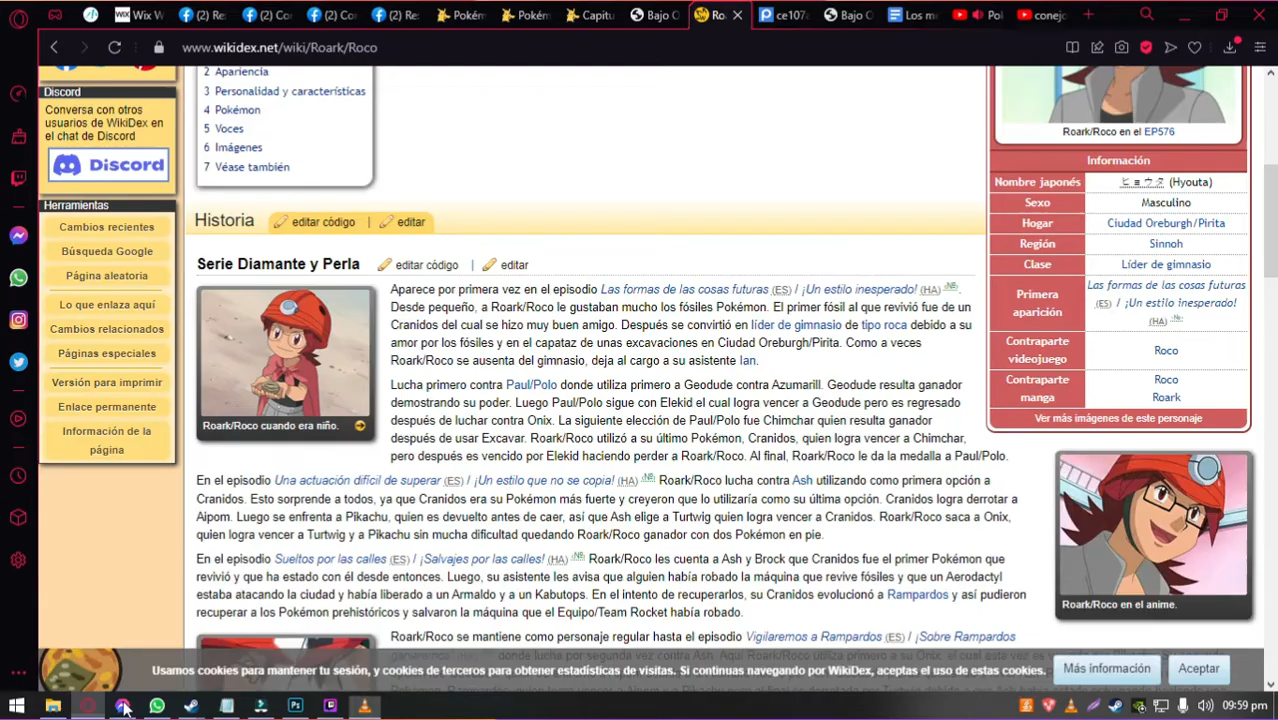 Wix W
(2) Re
(2) Co
(2) Co
(2) Re
Pokém
Pokém
Capitu
Bajo O
Ro
ce107a
Bajo O
Los m
Pol
conejo
www.wikidex.net/wiki/Roark/Roco
Discord
Conversa con otros
usuarios de WikiDex en
el chat de Discord
Discord
Herramientas
Cambios recientes
Búsqueda Google
Página aleatoria
Lo que enlaza aquí
Cambios relacionados
Páginas especiales
Versión para imprimir
Enlace permanente
Información de la
página
2 Apariencia
3 Personalidad y características
4 Pokémon
5 Voces
6 Imágenes
7 Véase también
Historia editar código | editar
Serie Diamante y Perla editar código | editar
Roark/Roco cuando era niño.
Aparece por primera vez en el episodio Las formas de las cosas futuras (ES) / ¡Un estilo inesperado! (HA).
Desde pequeño, a Roark/Roco le gustaban mucho los fósiles Pokémon. El primer fósil al que revivió fue de un
Cranidos del cual se hizo muy buen amigo. Después se convirtió en líder de gimnasio de tipo roca debido a su
amor por los fósiles y en el capataz de unas excavaciones en Ciudad Oreburgh/Pirita. Como a veces
Roark/Roco se ausenta del gimnasio, deja al cargo a su asistente Ian.
Lucha primero contra Paul/Polo donde utiliza primero a Geodude contra Azumarill. Geodude resulta ganador
demostrando su poder. Luego Paul/Polo sigue con Elekid el cual logra vencer a Geodude pero es regresado
después de luchar contra Onix. La siguiente elección de Paul/Polo fue Chimchar quien resulta ganador
después de usar Excavar. Roark/Roco utilizó a su último Pokémon, Cranidos, quien logra vencer a Chimchar,
pero después es vencido por Elekid haciendo perder a Roark/Roco. Al final, Roark/Roco le da la medalla a Paul/Polo.
En el episodio Una actuación difícil de superar (ES) / ¡Un estilo que no se copia! (HA) Roark/Roco lucha contra Ash utilizando como primera opción a
Cranidos. Esto sorprende a todos, ya que Cranidos era su Pokémon más fuerte y creyeron que lo utilizaría como su última opción. Cranidos logra derrotar a
Aipom. Luego se enfrenta a Pikachu, quien es devuelto antes de caer, así que Ash elige a Turtwig quien logra vencer a Cranidos. Roark/Roco saca a Onix,
quien logra vencer a Turtwig y a Pikachu sin mucha dificultad quedando Roark/Roco ganador con dos Pokémon en pie.
En el episodio Sueltos por las calles (ES) / ¡Salvajes por las calles! (HA) Roark/Roco les cuenta a Ash y Brock que Cranidos fue el primer Pokémon que
revivió y que ha estado con él desde entonces. Luego, su asistente les avisa que alguien había robado la máquina que revive fósiles y que un Aerodactyl
estaba atacando la ciudad y había liberado a un Armaldo y a un Kabutops. En el intento de recuperarlos, su Cranidos evolucionó a Rampardos y así pudieron
recuperar a los Pokémon prehistóricos y salvaron la máquina que el Equipo/Team Rocket había robado.
Roark/Roco se mantiene como personaje regular hasta el episodio Vigilaremos a Rampardos (ES) / ¡Sobre Rampardos
Roark/Roco en el EP576
Información
Nombre japonés ヒョウタ (Hyouta)
Sexo Masculino
Hogar Ciudad Oreburgh/Pirita
Región Sinnoh
Clase Líder de gimnasio
Primera aparición Las formas de las cosas futuras (ES) / ¡Un estilo inesperado! (HA)
Contraparte videojuego Roco
Contraparte manga Roco
Roark
Ver más imágenes de este personaje
Roark/Roco en el anime.
Usamos cookies para mantener tu sesión, y cookies de terceros para obtener estadísticas de visitas. Si continuas navegando por WikiDex, aceptas el uso de estas cookies.
Más información
Aceptar
09:59 pm